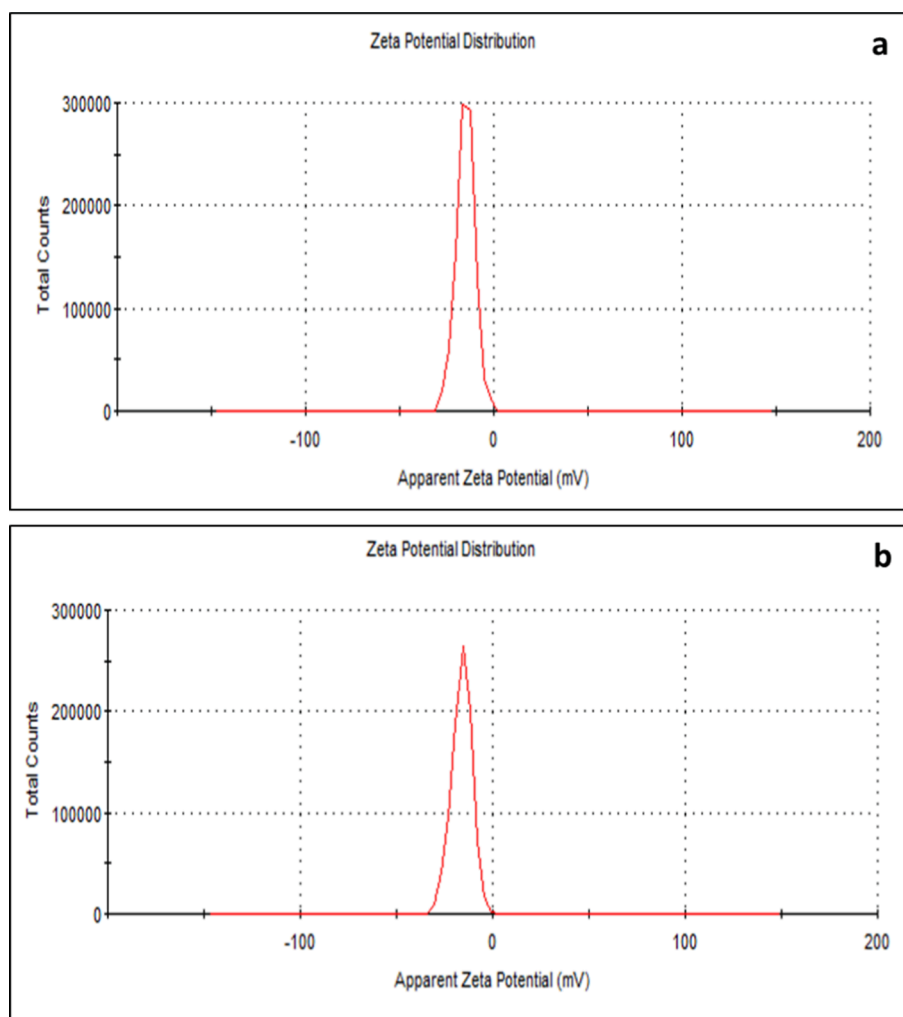 Zeta Potential Distribution
a
300000
200000
100000
0
Total Counts
-100
0
100
200
Apparent Zeta Potential (mV)
Zeta Potential Distribution
b
300000
200000
100000
0
Total Counts
-100
0
100
200
Apparent Zeta Potential (mV)